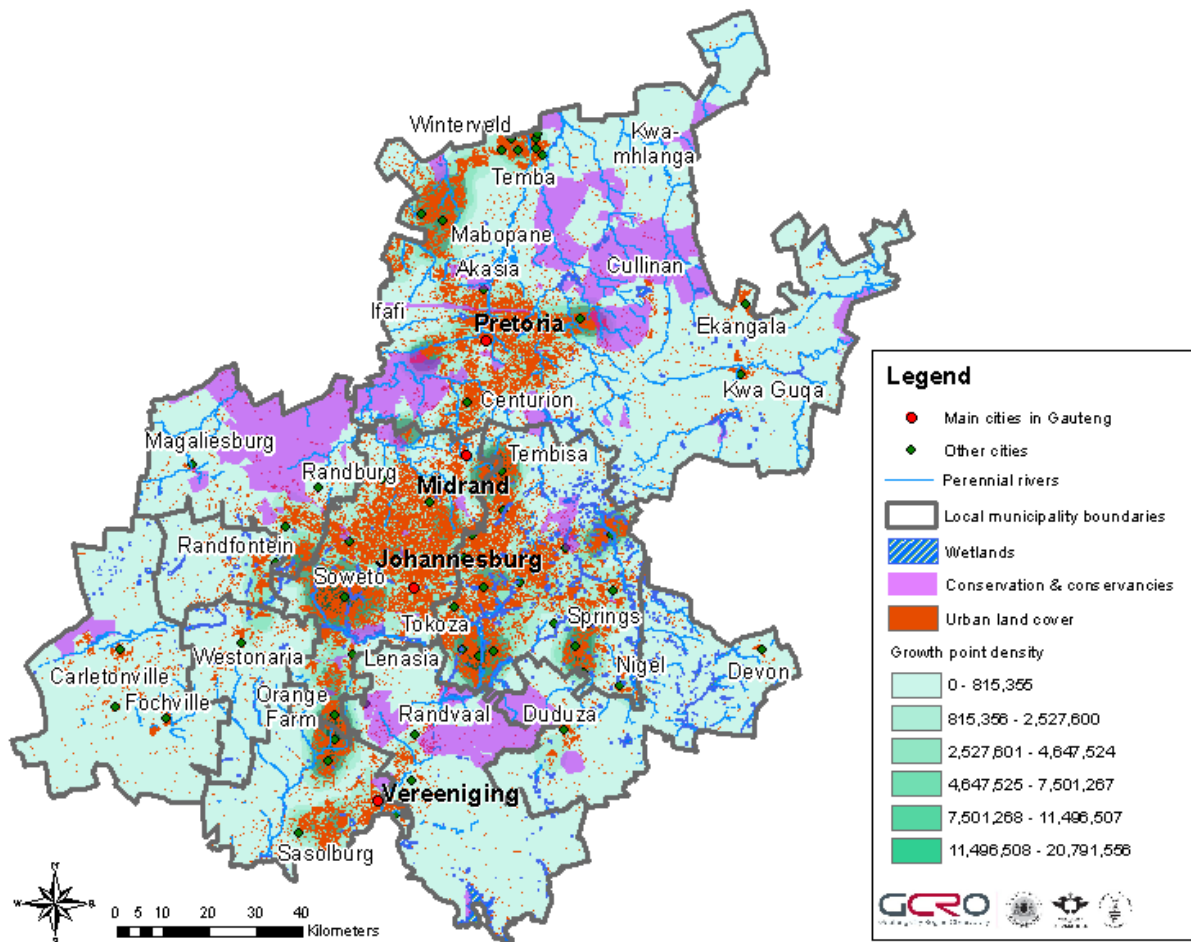 Winterveld
Kwa-
mhlanga
Temba
Mabopane
Akasia
Cullinan
Ifafi
Pretoria
Ekangala
Kwa Guqa
Centurion
Magaliesburg
Randburg
Tembisa
Midrand
Randfontein
Johannesburg
Soweto
Tokoza
Springs
Westonaria
Lenasia
Nigel
Devon
Carletonville
Fochville
Orange
Farm
Randvaal
Duduza
Vereeniging
Sasolburg
N
W
E
S
0 5 10 20 30 40
Kilometers
Legend
Main cities in Gauteng
Other cities
Perennial rivers
Local municipality boundaries
Wetlands
Conservation & conservancies
Urban land cover
Growth point density
0 - 815,355
815,356 - 2,527,600
2,527,601 - 4,647,524
4,647,525 - 7,501,267
7,501,268 - 11,496,507
11,496,508 - 20,791,556
GCRO